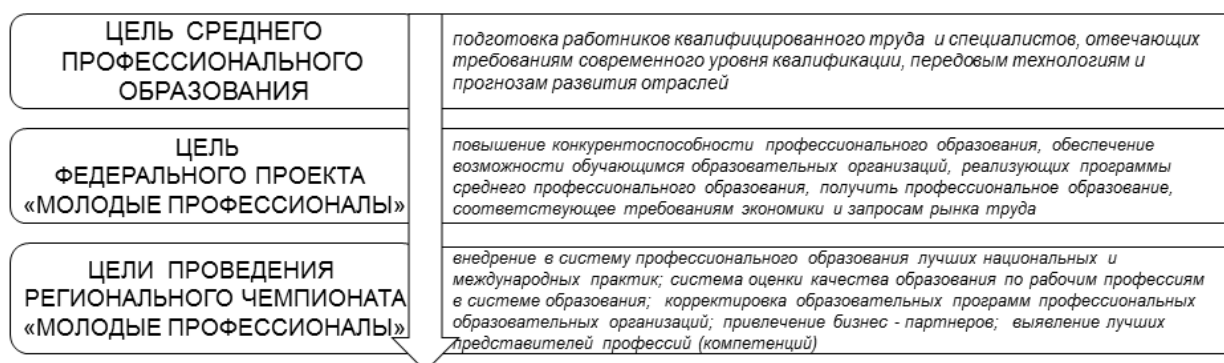 ЦЕЛЬ СРЕДНЕГО
ПРОФЕССИОНАЛЬНОГО
ОБРАЗОВАНИЯ
подготовка работников квалифицированного труда и специалистов, отвечающих
требованиям современного уровня квалификации, передовым технологиям и
прогнозам развития отраслей
ЦЕЛЬ
ФЕДЕРАЛЬНОГО ПРОЕКТА
«МОЛОДЫЕ ПРОФЕССИОНАЛЫ»
повышение конкурентоспособности профессионального образования, обеспечение
возможности обучающимся образовательных организаций, реализующих программы
среднего профессионального образования, получить профессиональное образование,
соответствующее требованиям экономики и запросам рынка труда
ЦЕЛИ ПРОВЕДЕНИЯ
РЕГИОНАЛЬНОГО ЧЕМПИОНАТА
«МОЛОДЫЕ ПРОФЕССИОНАЛЫ»
внедрение в систему профессионального образования лучших национальных и
международных практик; система оценки качества образования по рабочим профессиям
в системе образования; корректировка образовательных программ профессиональных
образовательных организаций; привлечение бизнес - партнеров; выявление лучших
представителей профессий (компетенций)